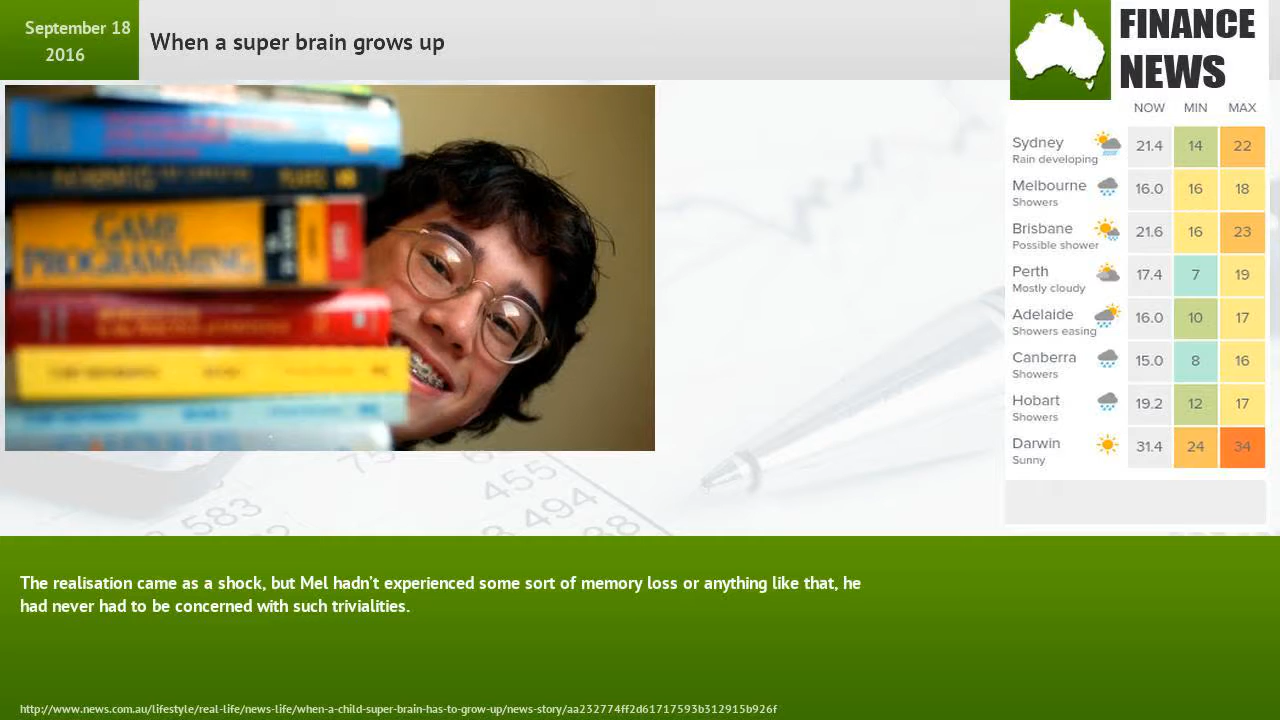 September 18
2016
When a super brain grows up
FINANCE
NEWS
NOW MIN MAX
Sydney 21.4 14 22
Rain developing
Melbourne 16.0 16 18
Showers
Brisbane 21.6 16 23
Possible shower
Perth 17.4 7 19
Mostly cloudy
Adelaide 16.0 10 17
Showers easing
Canberra 15.0 8 16
Showers
Hobart 19.2 12 17
Showers
Darwin 31.4 24 34
Sunny
GAME
PROGRAMMING
455
583
494
The realisation came as a shock, but Mel hadn't experienced some sort of memory loss or anything like that, he
had never had to be concerned with such trivialities.
http://www.news.com.au/lifestyle/real-life/news-life/when-a-child-super-brain-has-to-grow-up/news-story/aa232774ff2d61717593b312915b926f